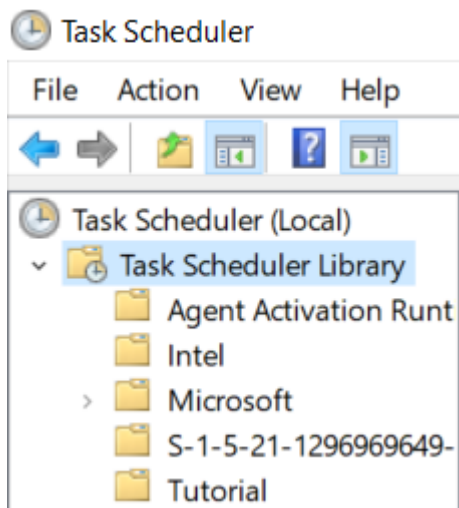 Task Scheduler
File Action View Help
?
Task Scheduler (Local)
Task Scheduler Library
Agent Activation Runt
Intel
Microsoft
S-1-5-21-1296969649-
Tutorial